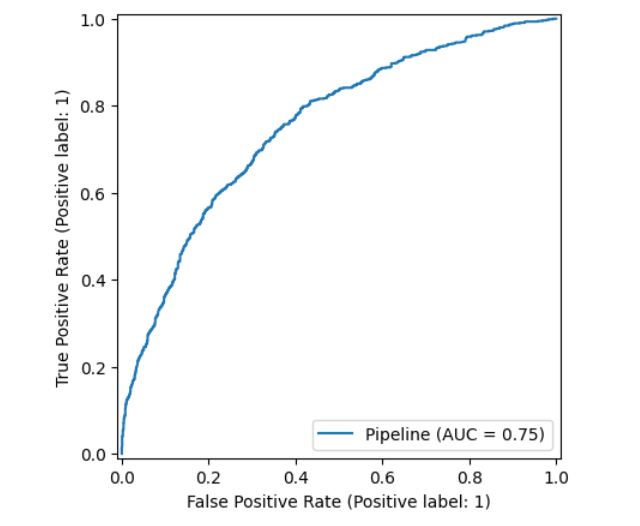 1.0
0.8
0.6
0.4
0.2
0.0
True Positive Rate (Positive label: 1)
Pipeline (AUC = 0.75)
0.0 0.2 0.4 0.6 0.8 1.0
False Positive Rate (Positive label: 1)